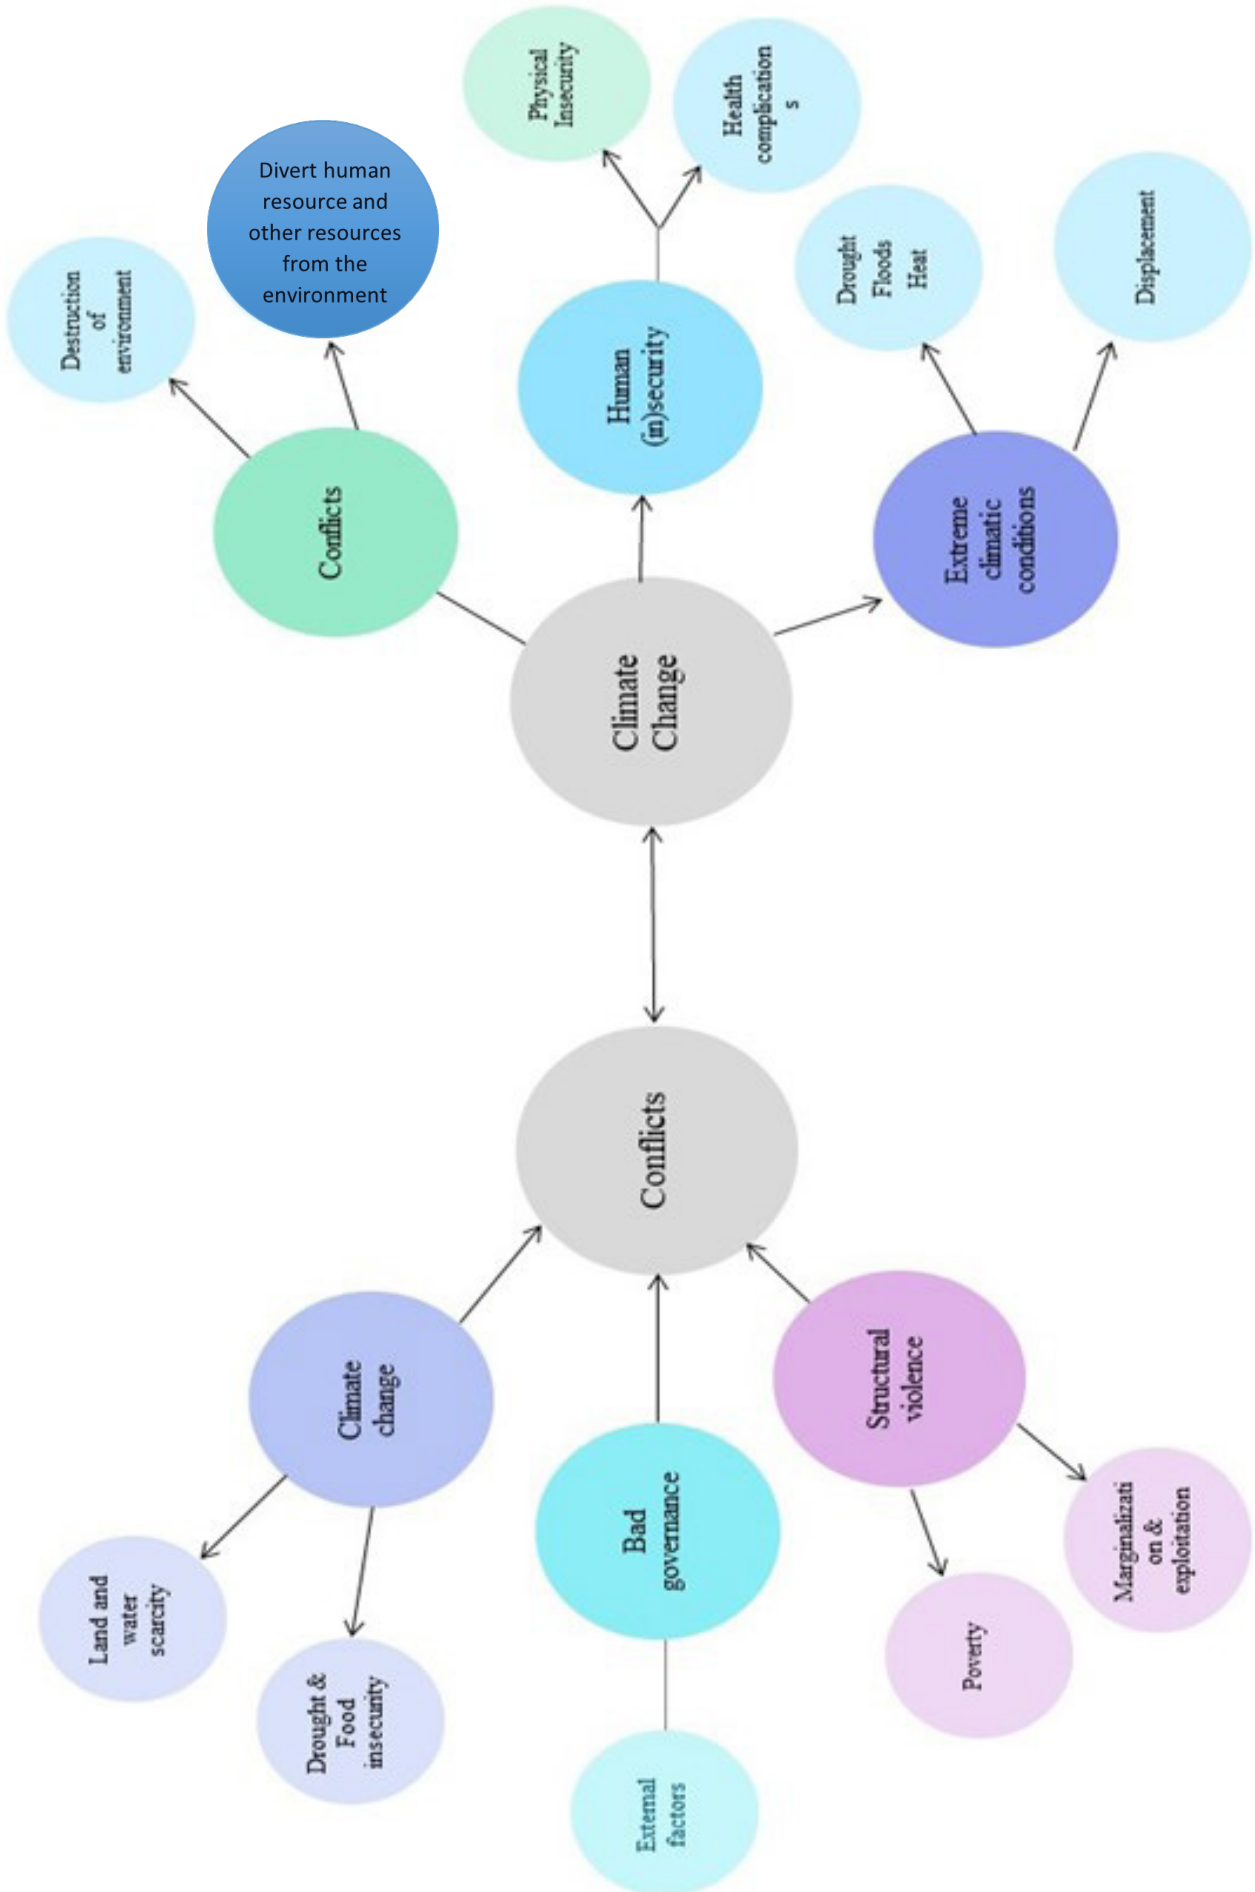 Physical
Insecurity
Health
complication
s
Divert human
resource and
other resources
from the
environment
Destruction
of
environment
Drought
Floods
Heat
Displacement
Human
(in)security
Conflicts
Extreme
climatic
conditions
Climate
Change
Conflicts
Climate
change
Structural
violence
Bad
governance
Land and
water
scarcity
Drought &
Food
insecurity
Marginalizati
on &
exploitation
Poverty
External
factors